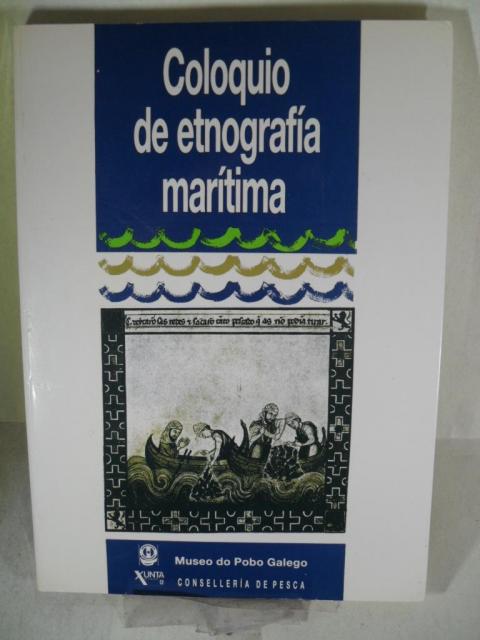 Coloquio
de etnografía
marítima
Museo do Pobo Galego
XUNTA
CONSELLERÍA DE PESCA